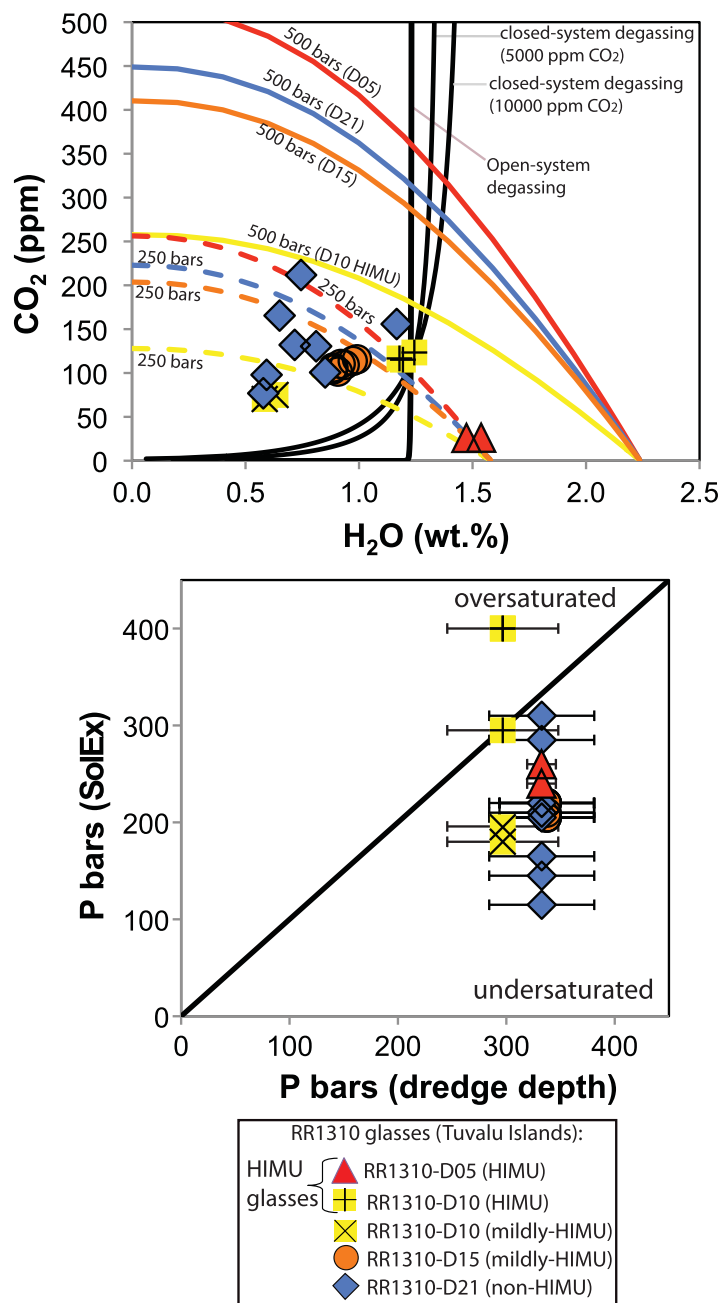 500
450
400
350
300
250
200
150
100
50
0
CO₂ (ppm)
0.0
0.5
1.0
1.5
2.0
2.5
H₂O (wt.%)
closed-system degassing
(5000 ppm CO₂)
closed-system degassing
(10000 ppm CO₂)
Open-system
degassing
500 bars (D05)
500 bars (D21)
500 bars (D15)
500 bars (D10 HIMU)
250 bars
250 bars
250 bars
250 bars
oversaturated
400
300
200
100
0
P bars (SolEx)
undersaturated
0
100
200
300
400
P bars (dredge depth)
RR1310 glasses (Tuvalu Islands):
HIMU
glasses
RR1310-D05 (HIMU)
RR1310-D10 (HIMU)
RR1310-D10 (mildly-HIMU)
RR1310-D15 (mildly-HIMU)
RR1310-D21 (non-HIMU)